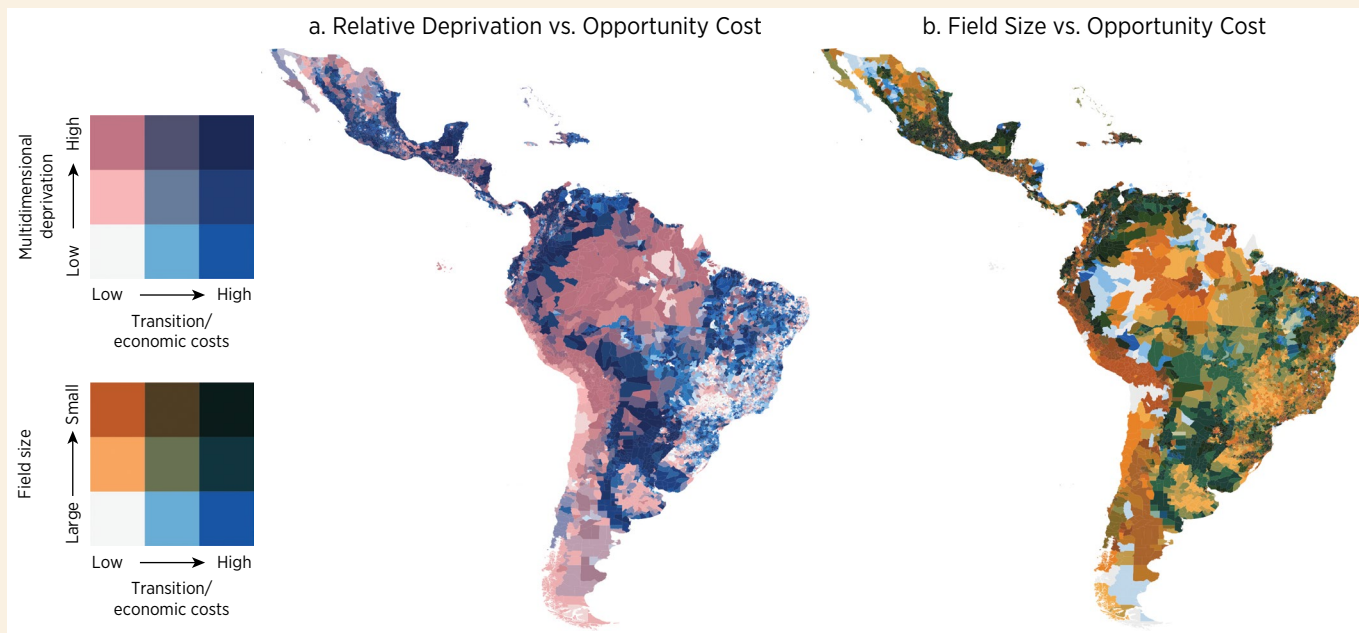 a. Relative Deprivation vs. Opportunity Cost
b. Field Size vs. Opportunity Cost
Multidimensional
deprivation
High
Low
Low
High
Transition/
economic costs
Field size
Small
Large
Low
High
Transition/
economic costs